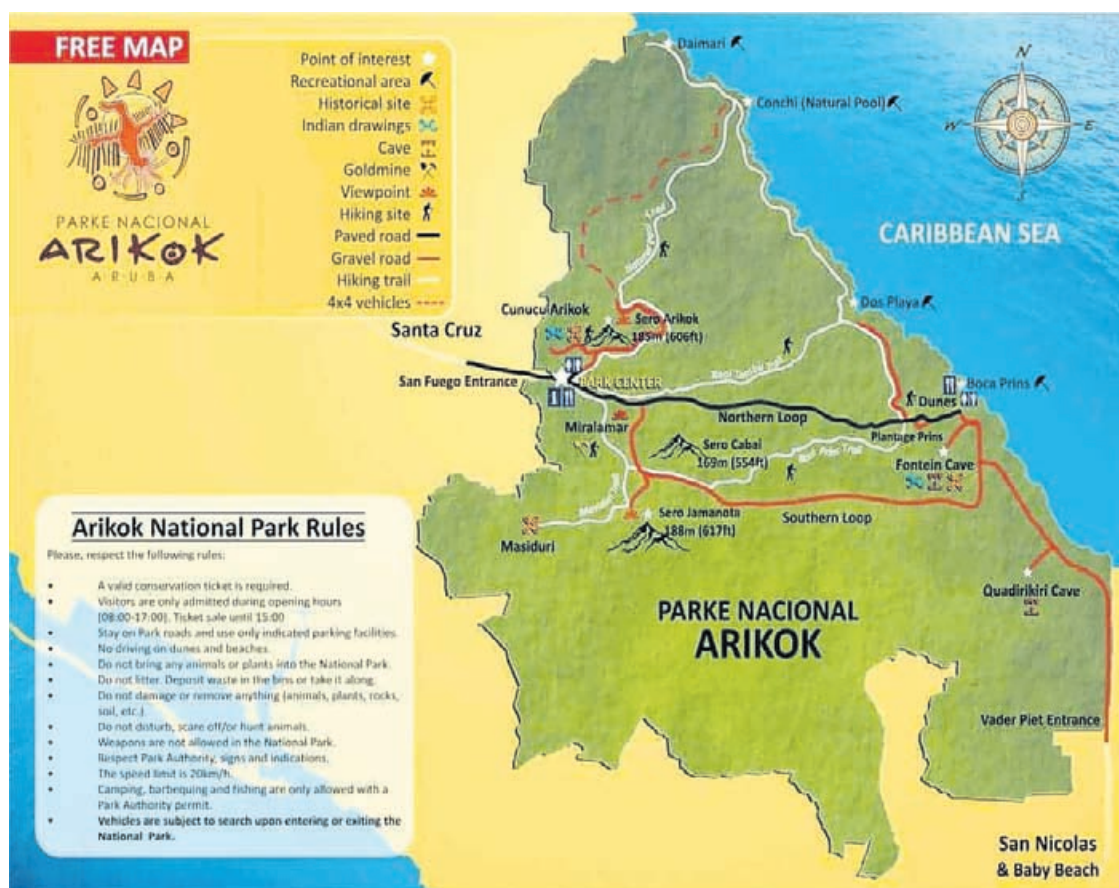 FREE MAP
PARKE NACIONAL
ARIKOK
ARUBA
Point of interest
Recreational area
Historical site
Indian drawings
Cave
Goldmine
Viewpoint
Hiking site
Paved road
Gravel road
Hiking trail
4x4 vehicles
Daimari
Conchi (Natural Pool)
N
W
E
S
CARIBBEAN SEA
Cunucu Arikok
Sero Arikok
185m (606ft)
Dos Playa
Santa Cruz
San Fuego Entrance
PARK CENTER
Boca Prins
Dunes
Northern Loop
Plantage Prins
Miralamar
Sero Cabai
169m (554ft)
Rooi Prins Trail
Fontein Cave
Sero Jamanota
188m (617ft)
Southern Loop
Masiduri
Quadirikiri Cave
PARKE NACIONAL
ARIKOK
Vader Piet Entrance
San Nicolas
& Baby Beach
Arikok National Park Rules
Please, respect the following rules:
• A valid conservation ticket is required.
• Visitors are only admitted during opening hours
(08:00-17:00). Ticket sale until 15:00
• Stay on Park roads and use only indicated parking facilities.
• No driving on dunes and beaches.
• Do not bring any animals or plants into the National Park.
• Do not litter. Deposit waste in the bins or take it along.
• Do not damage or remove anything (animals, plants, rocks,
soil, etc.).
• Do not disturb, scare off/or hunt animals.
• Weapons are not allowed in the National Park.
• Respect Park Authority, signs and indications.
• The speed limit is 20km/h.
• Camping, barbequing and fishing are only allowed with a
Park Authority permit.
• Vehicles are subject to search upon entering or exiting the
National Park.